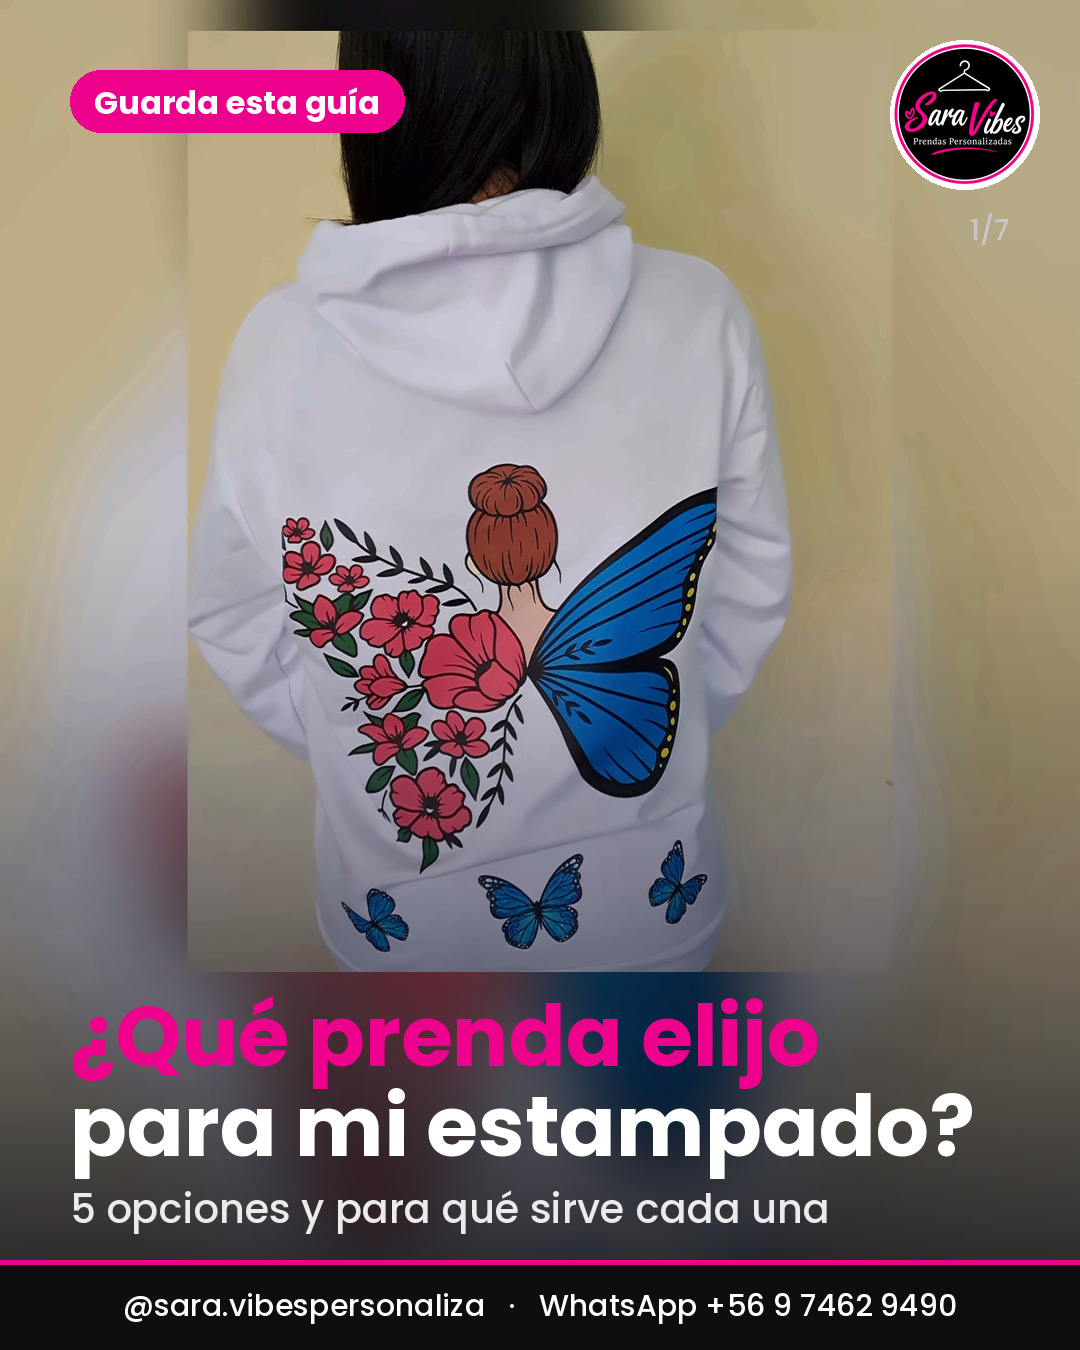 Guarda esta guía
Sara Vibes
Prendas Personalizadas
1/7
¿Qué prenda elijo
para mi estampado?
5 opciones y para qué sirve cada una
@sara.vibespersonaliza · WhatsApp +56 9 7462 9490